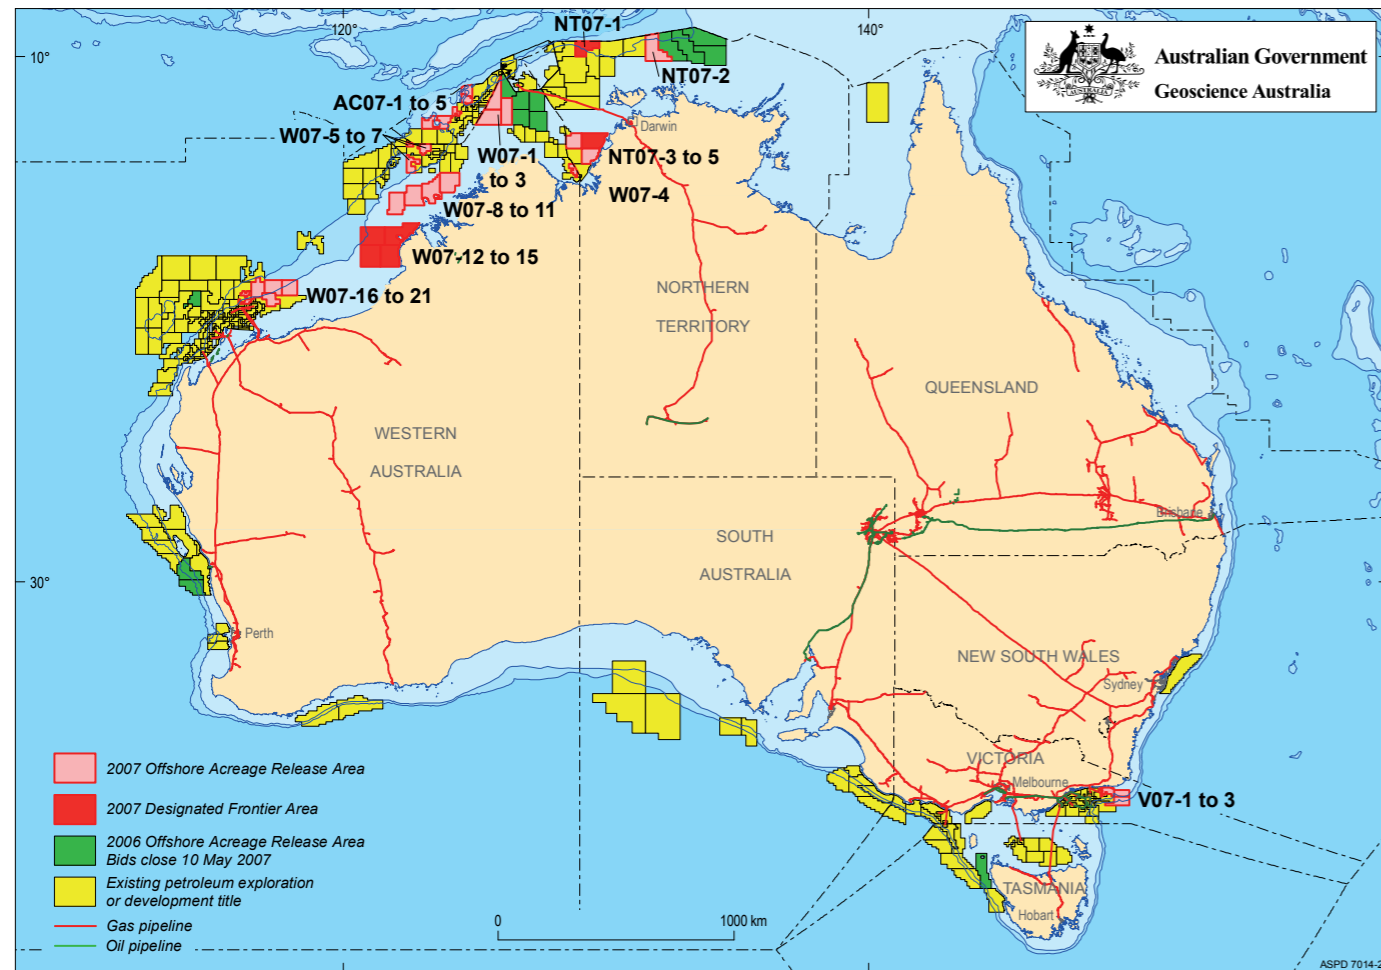 120°
140°
NT07-1
10°
NT07-2
Australian Government
Geoscience Australia
AC07-1 to 5
W07-5 to 7
Darwin
W07-1
to 3
NT07-3 to 5
W07-4
W07-8 to 11
W07-12 to 15
W07-16 to 21
NORTHERN
TERRITORY
QUEENSLAND
WESTERN
AUSTRALIA
Brisbane
SOUTH
AUSTRALIA
30°
Perth
NEW SOUTH WALES
Sydney
VICTORIA
Melbourne
V07-1 to 3
TASMANIA
Hobart
2007 Offshore Acreage Release Area
2007 Designated Frontier Area
2006 Offshore Acreage Release Area
Bids close 10 May 2007
Existing petroleum exploration
or development title
Gas pipeline
Oil pipeline
0
1000 km